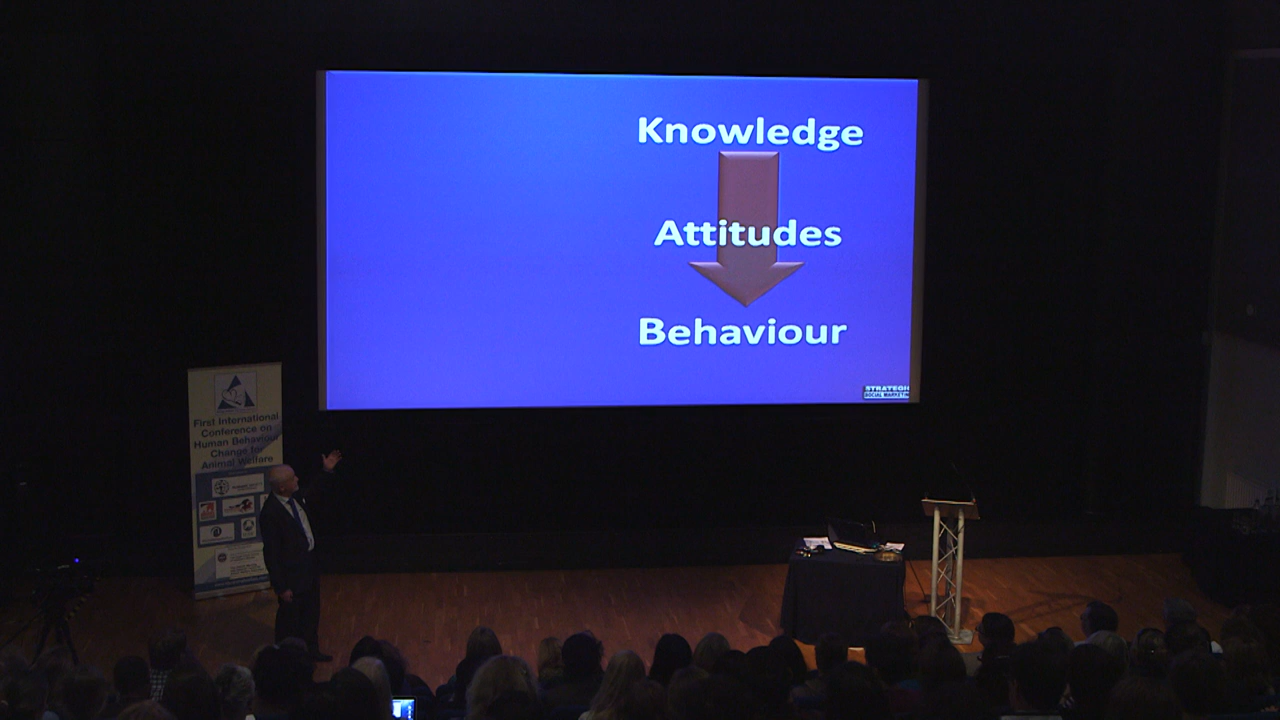 Knowledge
Attitudes
Behaviour
STRATEGIC
SOCIAL MARKETING
First International
Conference on
Human Behaviour
Change for
Animal Welfare